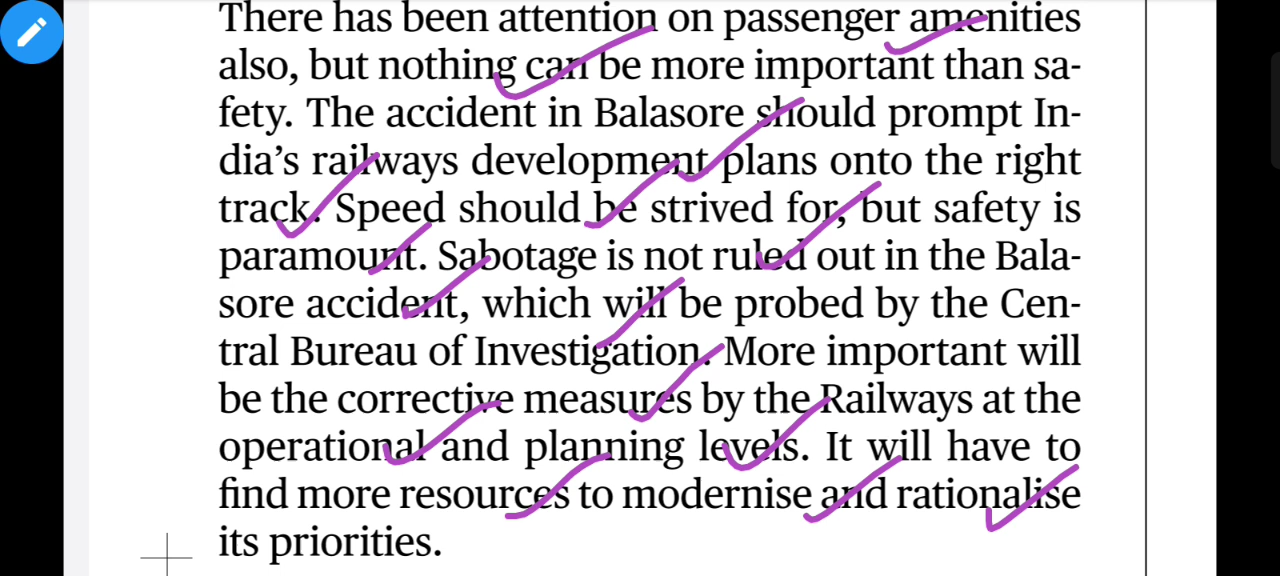 There has been attention on passenger amenities
also, but nothing can be more important than sa-
fety. The accident in Balasore should prompt In-
dia’s railways development plans onto the right
track. Speed should be strived for, but safety is
paramount. Sabotage is not ruled out in the Bala-
sore accident, which will be probed by the Cen-
tral Bureau of Investigation. More important will
be the corrective measures by the Railways at the
operational and planning levels. It will have to
find more resources to modernise and rationalise
its priorities.